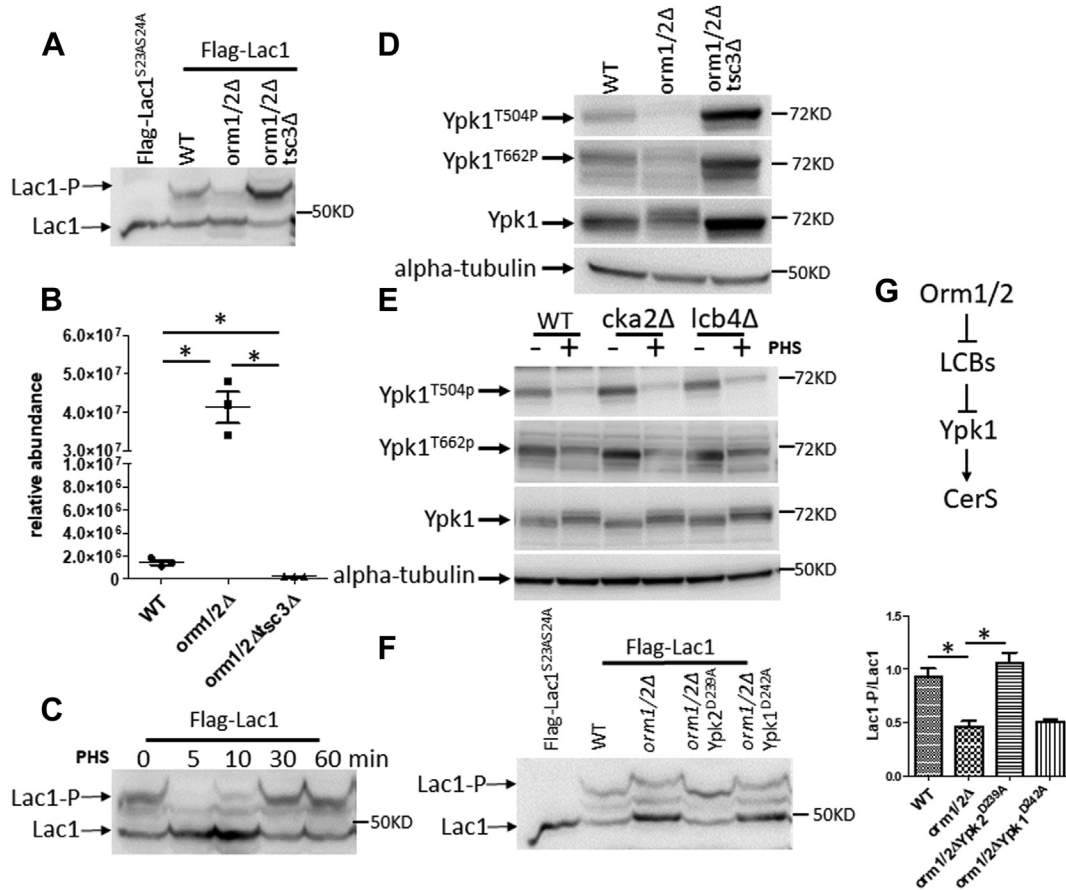 A
Flag-Lac1S23AS24A
Flag-Lac1
WT
orm1/2Δ
orm1/2Δ
tsc3Δ
Lac1-P
Lac1
50KD
B
relative abundance
6.0×10⁷
5.0×10⁷
4.0×10⁷
3.0×10⁷
1.0×10⁷
8.0×10⁶
6.0×10⁶
4.0×10⁶
2.0×10⁶
0
* * *
WT
orm1/2Δ
orm1/2Δtsc3Δ
C
Flag-Lac1
PHS 0 5 10 30 60 min
Lac1-P
Lac1
50KD
D
WT
orm1/2Δ
orm1/2Δ
tsc3Δ
Ypk1T504P
72KD
Ypk1T662P
72KD
Ypk1
72KD
alpha-tubulin
50KD
E
WT cka2Δ lcb4Δ
- + - + - + PHS
Ypk1T504p
72KD
Ypk1T662p
72KD
Ypk1
72KD
alpha-tubulin
50KD
F
Flag-Lac1S23AS24A
Flag-Lac1
WT
orm1/2Δ
orm1/2Δ
Ypk2D239A
orm1/2Δ
Ypk1D242A
Lac1-P
Lac1
50KD
Lac1-P/Lac1
1.5
1.0
0.5
0.0
* *
WT
orm1/2Δ
orm1/2ΔYpk2D239A
orm1/2ΔYpk1D242A
G
Orm1/2
LCBs
Ypk1
CerS